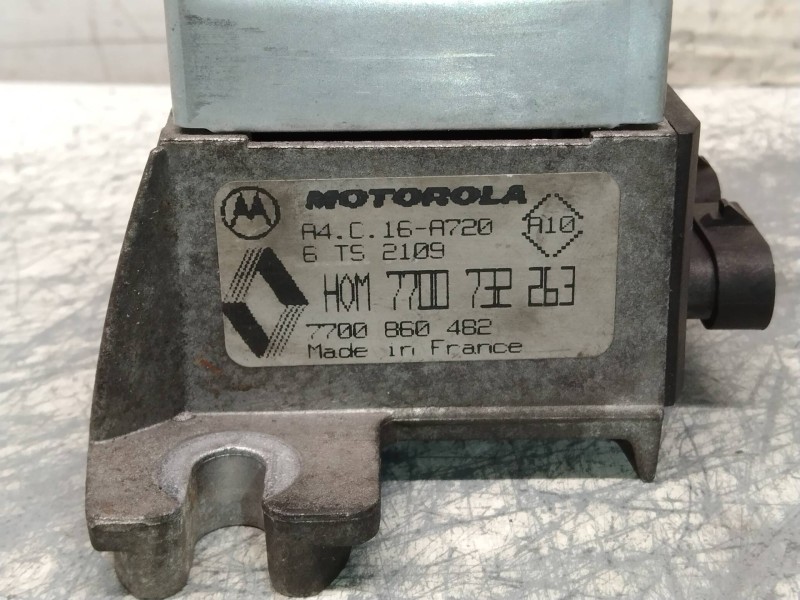 MOTOROLA
A4.C.16-A720
A10
6 TS 2109
HOM 7700 732 263
7700 860 462
Made in France